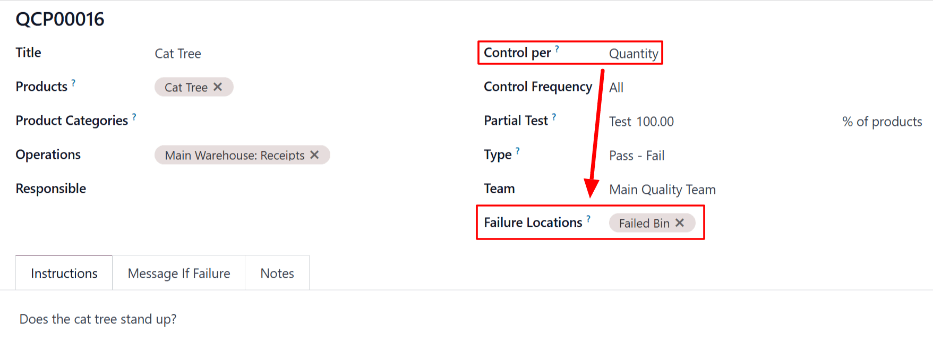 QCP00016
Title Cat Tree
Products ? Cat Tree ✕
Product Categories ?
Operations Main Warehouse: Receipts ✕
Responsible
Control per ? Quantity
Control Frequency All
Partial Test ? Test 100.00 % of products
Type ? Pass - Fail
Team Main Quality Team
Failure Locations ? Failed Bin ✕
Instructions Message If Failure Notes
Does the cat tree stand up?